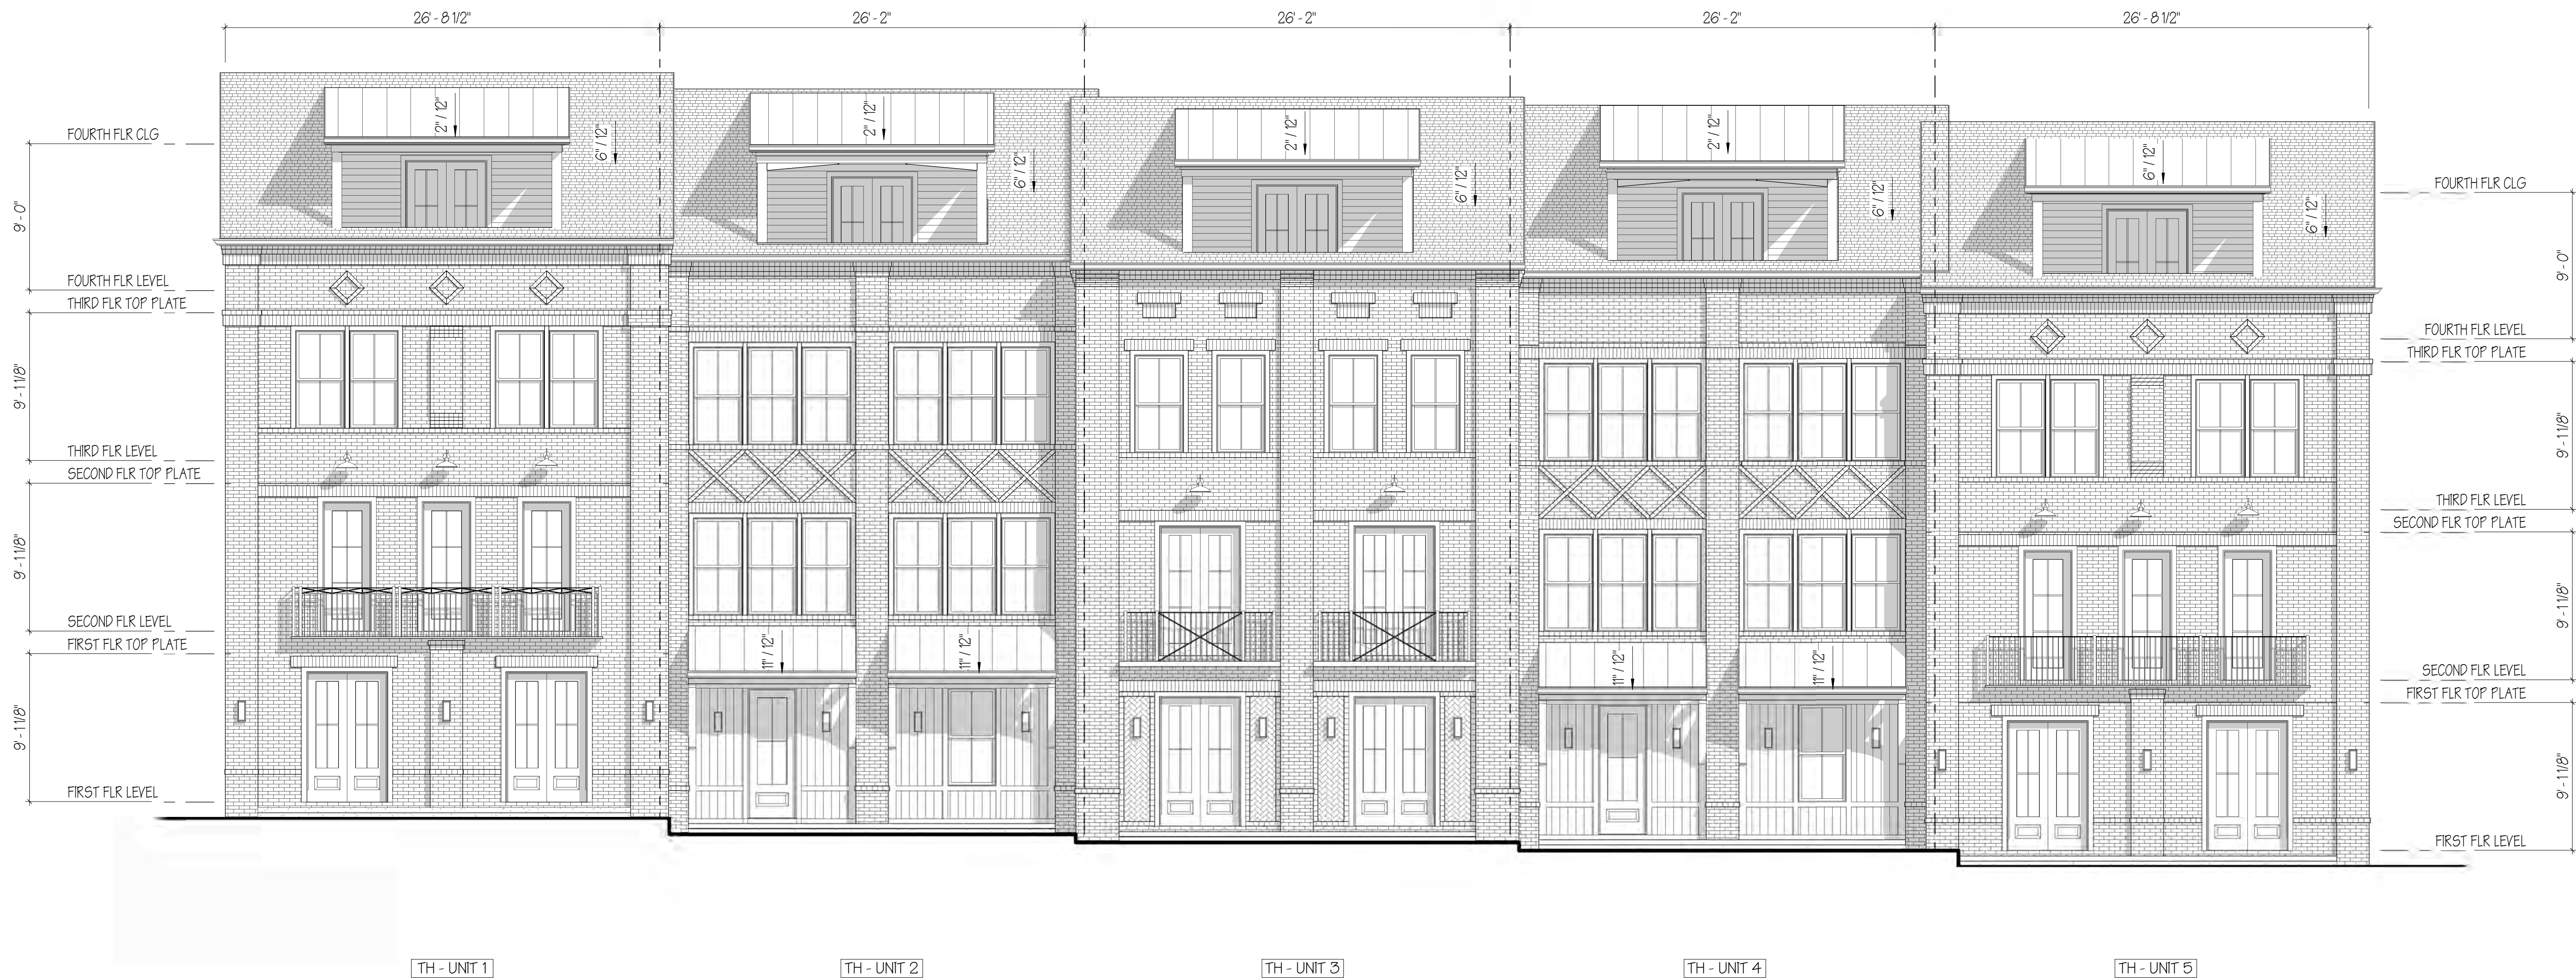 26' - 8 1/2"
26' - 2"
26' - 2"
26' - 2"
26' - 8 1/2"
2" / 12"
6" / 12"
2" / 12"
6" / 12"
2" / 12"
6" / 12"
2" / 12"
6" / 12"
6" / 12"
6" / 12"
FOURTH FLR CLG
9' - 0"
FOURTH FLR LEVEL
THIRD FLR TOP PLATE
9' - 1 1/8"
THIRD FLR LEVEL
SECOND FLR TOP PLATE
9' - 1 1/8"
SECOND FLR LEVEL
FIRST FLR TOP PLATE
9' - 1 1/8"
FIRST FLR LEVEL
11" / 12"
11" / 12"
11" / 12"
11" / 12"
FOURTH FLR CLG
9' - 0"
FOURTH FLR LEVEL
THIRD FLR TOP PLATE
9' - 1 1/8"
THIRD FLR LEVEL
SECOND FLR TOP PLATE
9' - 1 1/8"
SECOND FLR LEVEL
FIRST FLR TOP PLATE
9' - 1 1/8"
FIRST FLR LEVEL
TH - UNIT 1
TH - UNIT 2
TH - UNIT 3
TH - UNIT 4
TH - UNIT 5